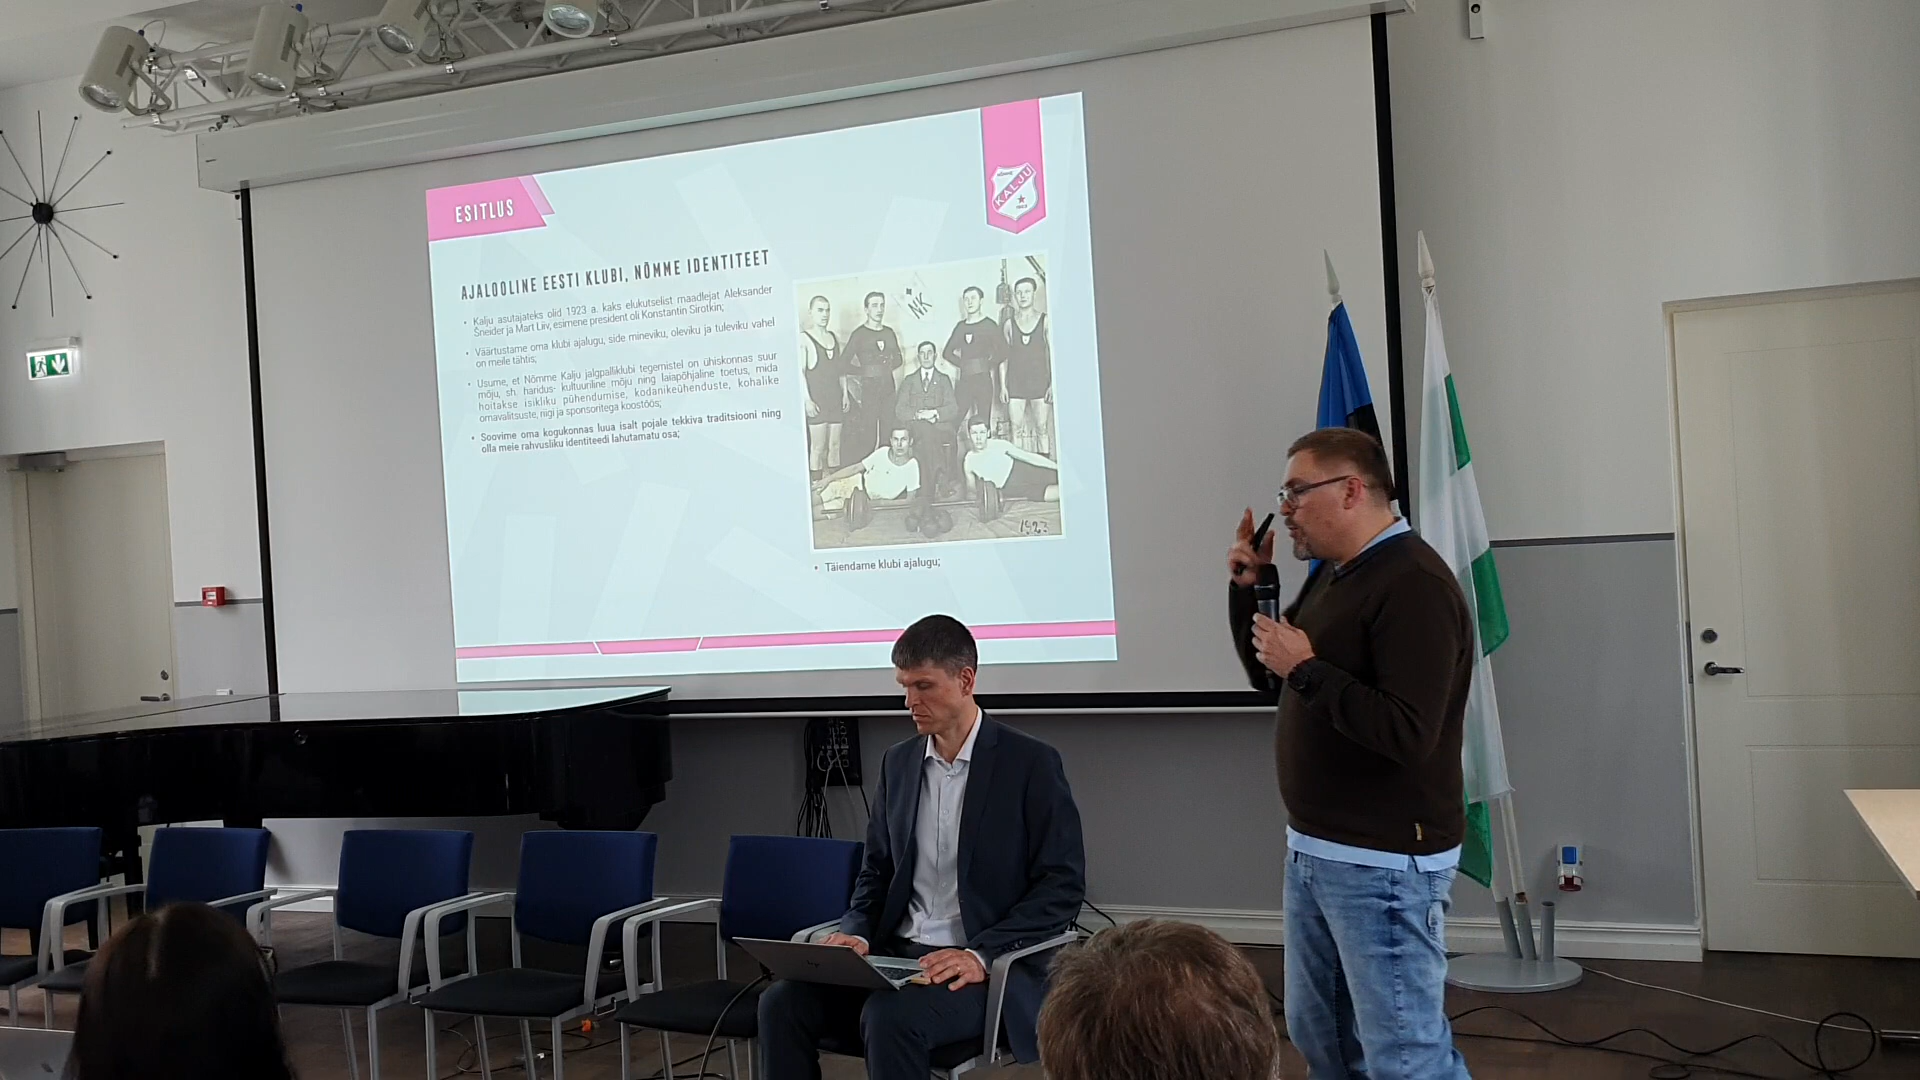 ESITLUS
NÕMME
KALJU
1923
AJALOOLINE EESTI KLUBI, NÕMME IDENTITEET
• Kalju asutajateks olid 1923 a. kaks elukutselist maadlejat Aleksander
Šneider ja Mart Liiv, esimene president oli Konstantin Sirotkin;
• Väärtustame oma klubi ajalugu, side mineviku, oleviku ja tuleviku vahel
on meile tähtis;
• Usume, et Nõmme Kalju jalgpalliklubi tegemistel on ühiskonnas suur
mõju, sh. haridus- kultuuriline mõju ning laiapõhjaline toetus, mida
hoitakse isikliku pühendumise, kodanikeühenduste, kohalike
omavalitsuste, riigi ja sponsoritega koostöös;
• Soovime oma kogukonnas luua isalt pojale tekkiva traditsiooni ning
olla meie rahvusliku identiteedi lahutamatu osa;
NK
1923
• Täiendame klubi ajalugu;
hp